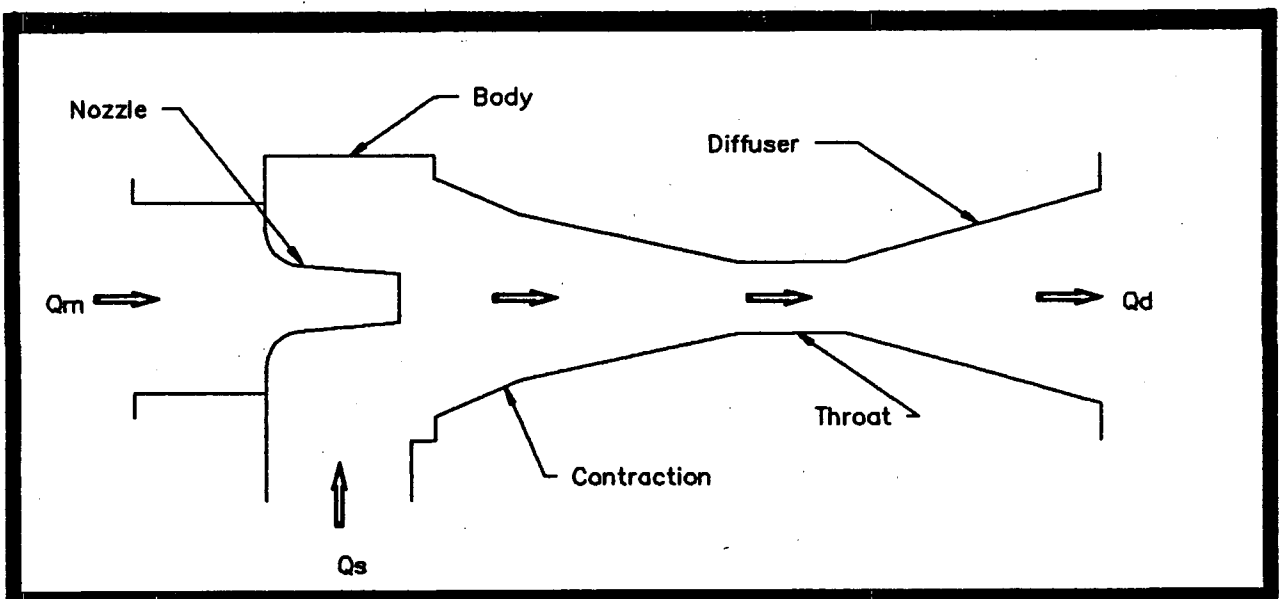 Nozzle
Body
Diffuser
Qm
Qd
Throat
Contraction
Qs